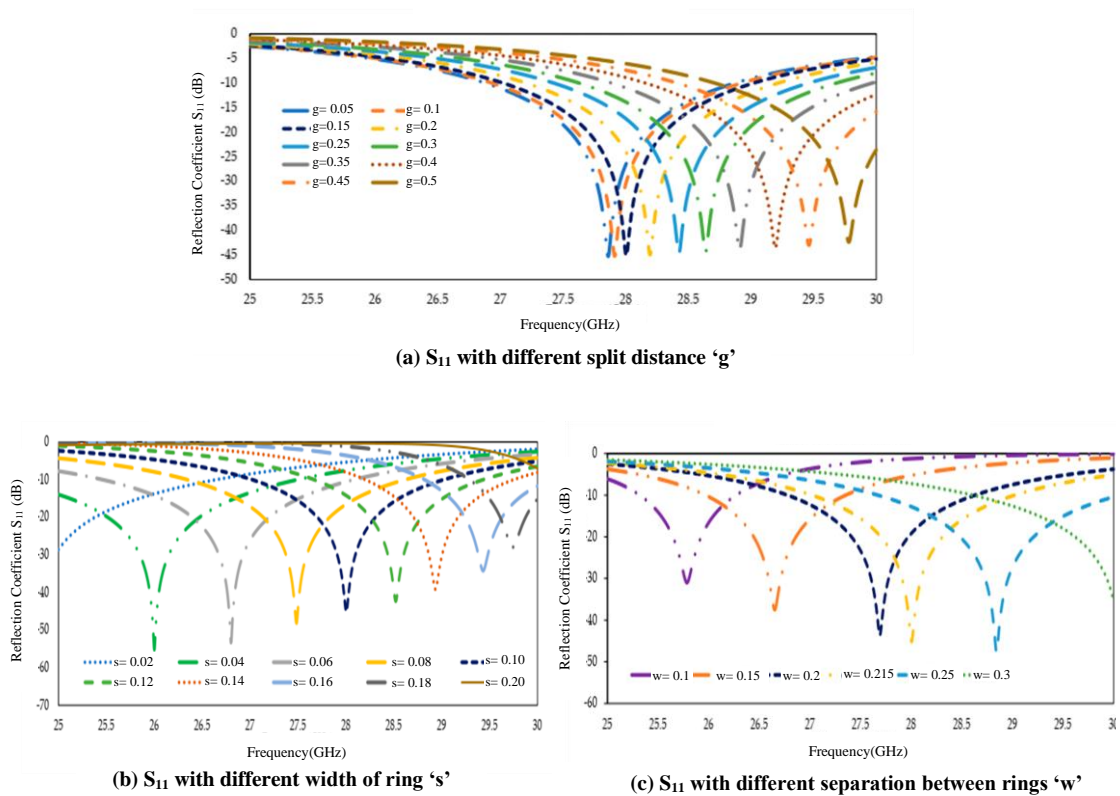 0
-5
-10
-15
-20
-25
-30
-35
-40
-45
-50
Reflection Coefficient S₁₁ (dB)
g= 0.05 g= 0.1
g=0.15 g= 0.2
g=0.25 g= 0.3
g=0.35 g= 0.4
g=0.45 g= 0.5
25 25.5 26 26.5 27 27.5 28 28.5 29 29.5 30
Frequency(GHz)
(a) S₁₁ with different split distance ‘g’
0
-10
-20
-30
-40
-50
-60
-70
Reflection Coefficient S₁₁ (dB)
s= 0.02 s= 0.04 s= 0.06 s= 0.08 s= 0.10
s= 0.12 s= 0.14 s= 0.16 s= 0.18 s= 0.20
25 25.5 26 26.5 27 27.5 28 28.5 29 29.5 30
Frequency(GHz)
(b) S₁₁ with different width of ring ‘s’
0
-10
-20
-30
-40
-50
-60
Reflection Coefficient S₁₁ (dB)
w= 0.1 w= 0.15 w= 0.2 w= 0.215 w= 0.25 w= 0.3
25 25.5 26 26.5 27 27.5 28 28.5 29 29.5 30
Frequency(GHz)
(c) S₁₁ with different separation between rings ‘w’